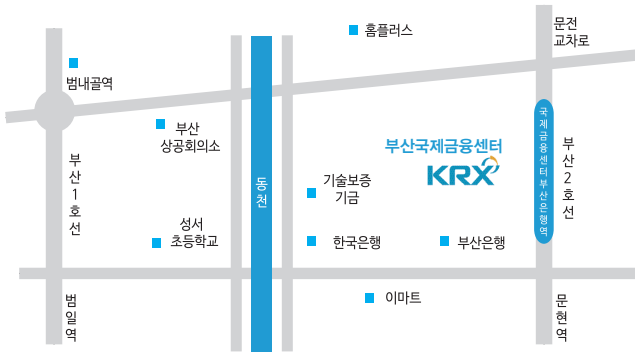 홈플러스
문전
교차로
범내골역
부산
상공회의소
부산국제금융센터
KRX
국제금융센터부산은행역
부산2호선
부산1호선
동천
기술보증
기금
성서
초등학교
한국은행
부산은행
이마트
범일역
문현역